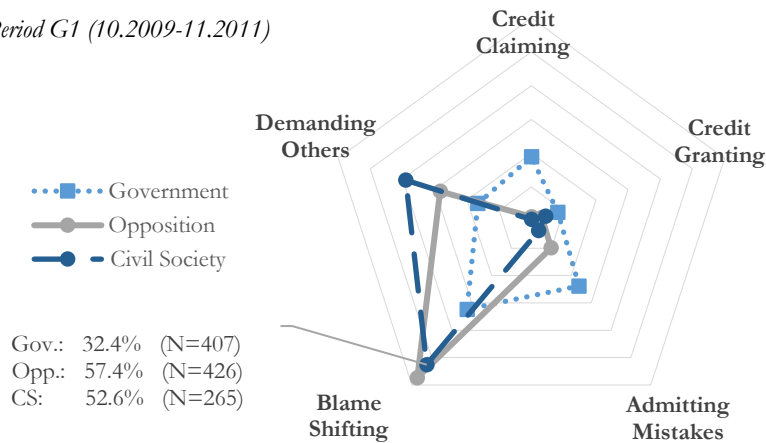 Period G1 (10.2009-11.2011)
Credit
Claiming
Demanding
Others
Credit
Granting
Government
Opposition
Civil Society
Gov.: 32.4% (N=407)
Opp.: 57.4% (N=426)
CS: 52.6% (N=265)
Blame
Shifting
Admitting
Mistakes